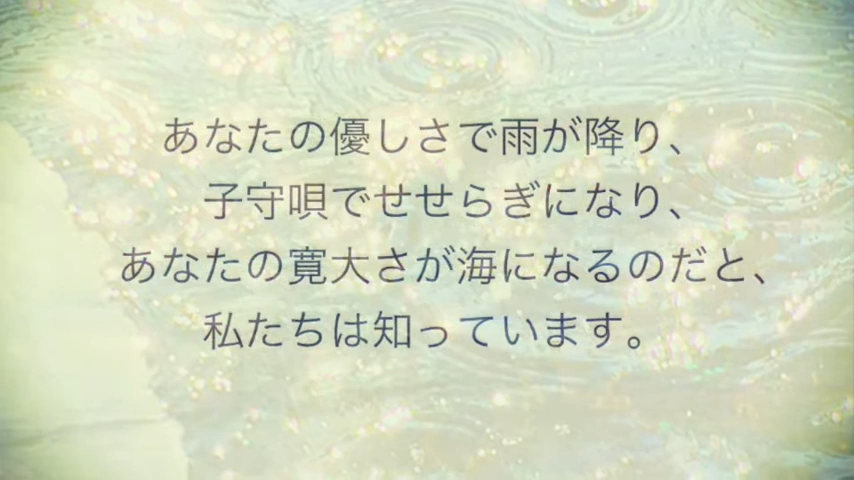 あなたの優しさで雨が降り、
子守唄でせせらぎになり、
あなたの寛大さが海になるのだと、
私たちは知っています。